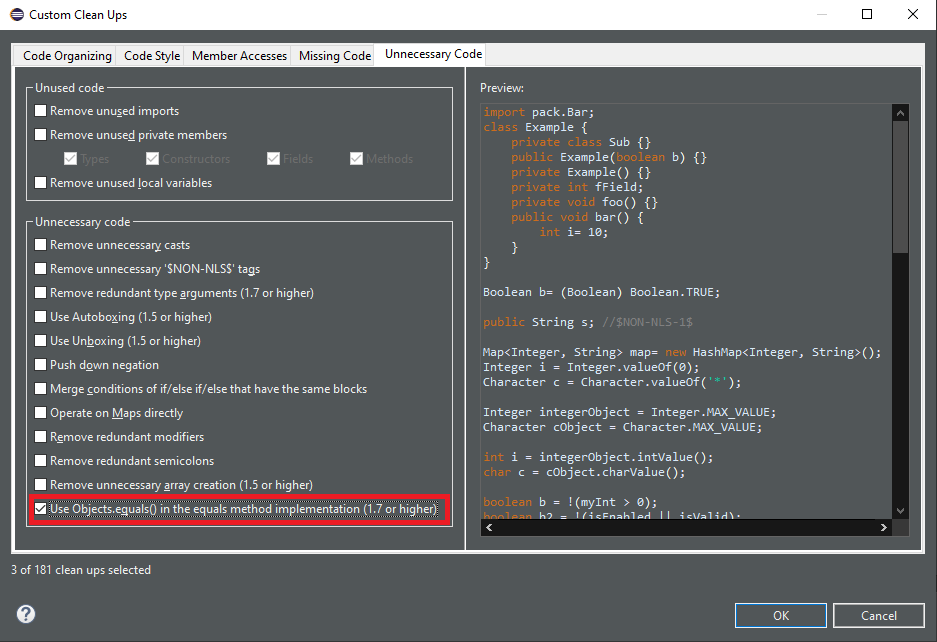 Custom Clean Ups
Code Organizing Code Style Member Accesses Missing Code Unnecessary Code
Unused code
Remove unused imports
Remove unused private members
Types Constructors Fields Methods
Remove unused local variables
Unnecessary code
Remove unnecessary casts
Remove unnecessary '$NON-NLS$' tags
Remove redundant type arguments (1.7 or higher)
Use Autoboxing (1.5 or higher)
Use Unboxing (1.5 or higher)
Push down negation
Merge conditions of if/else if/else that have the same blocks
Operate on Maps directly
Remove redundant modifiers
Remove redundant semicolons
Remove unnecessary array creation (1.5 or higher)
Use Objects.equals() in the equals method implementation (1.7 or higher)
Preview:
import pack.Bar;
class Example {
private class Sub {}
public Example(boolean b) {}
private Example() {}
private int fField;
private void foo() {}
public void bar() {
int i= 10;
}
}
Boolean b= (Boolean) Boolean.TRUE;
public String s; //$NON-NLS-1$
Map<Integer, String> map= new HashMap<Integer, String>();
Integer i = Integer.valueOf(0);
Character c = Character.valueOf('*');
Integer integerObject = Integer.MAX_VALUE;
Character cObject = Character.MAX_VALUE;
int i = integerObject.intValue();
char c = cObject.charValue();
boolean b = !(myInt > 0);
boolean b2 = !(isEnabled || isValid);
3 of 181 clean ups selected
?
OK
Cancel